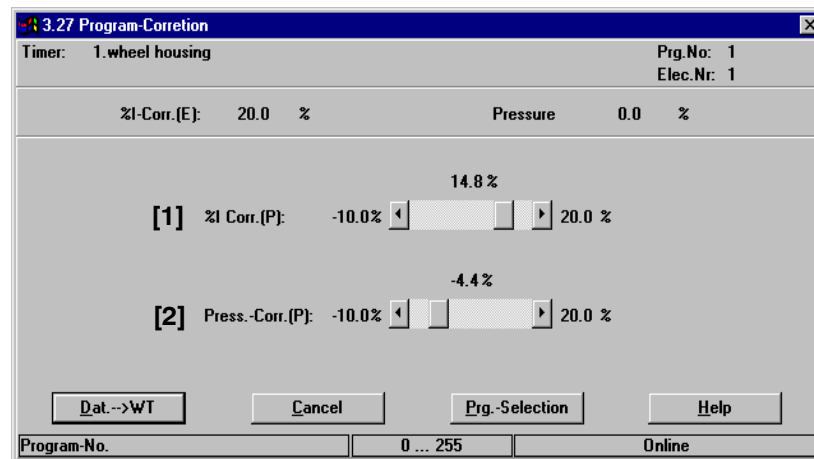 3.27 Program-Corretion
Timer: 1.wheel housing Prg.No: 1
Elec.Nr: 1
%I-Corr.(E): 20.0 % Pressure 0.0 %
14.8 %
[1] %I Corr.(P): -10.0% 20.0 %
-4.4 %
[2] Press.-Corr.(P): -10.0% 20.0 %
Dat.-->WT Cancel Prg.-Selection Help
Program-No. 0 ... 255 Online